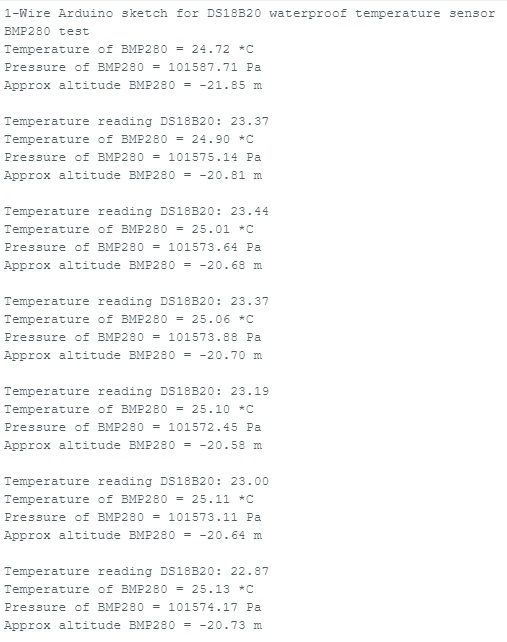 1-Wire Arduino sketch for DS18B20 waterproof temperature sensor
BMP280 test
Temperature of BMP280 = 24.72 *C
Pressure of BMP280 = 101587.71 Pa
Approx altitude BMP280 = -21.85 m
Temperature reading DS18B20: 23.37
Temperature of BMP280 = 24.90 *C
Pressure of BMP280 = 101575.14 Pa
Approx altitude BMP280 = -20.81 m
Temperature reading DS18B20: 23.44
Temperature of BMP280 = 25.01 *C
Pressure of BMP280 = 101573.64 Pa
Approx altitude BMP280 = -20.68 m
Temperature reading DS18B20: 23.37
Temperature of BMP280 = 25.06 *C
Pressure of BMP280 = 101573.88 Pa
Approx altitude BMP280 = -20.70 m
Temperature reading DS18B20: 23.19
Temperature of BMP280 = 25.10 *C
Pressure of BMP280 = 101572.45 Pa
Approx altitude BMP280 = -20.58 m
Temperature reading DS18B20: 23.00
Temperature of BMP280 = 25.11 *C
Pressure of BMP280 = 101573.11 Pa
Approx altitude BMP280 = -20.64 m
Temperature reading DS18B20: 22.87
Temperature of BMP280 = 25.13 *C
Pressure of BMP280 = 101574.17 Pa
Approx altitude BMP280 = -20.73 m